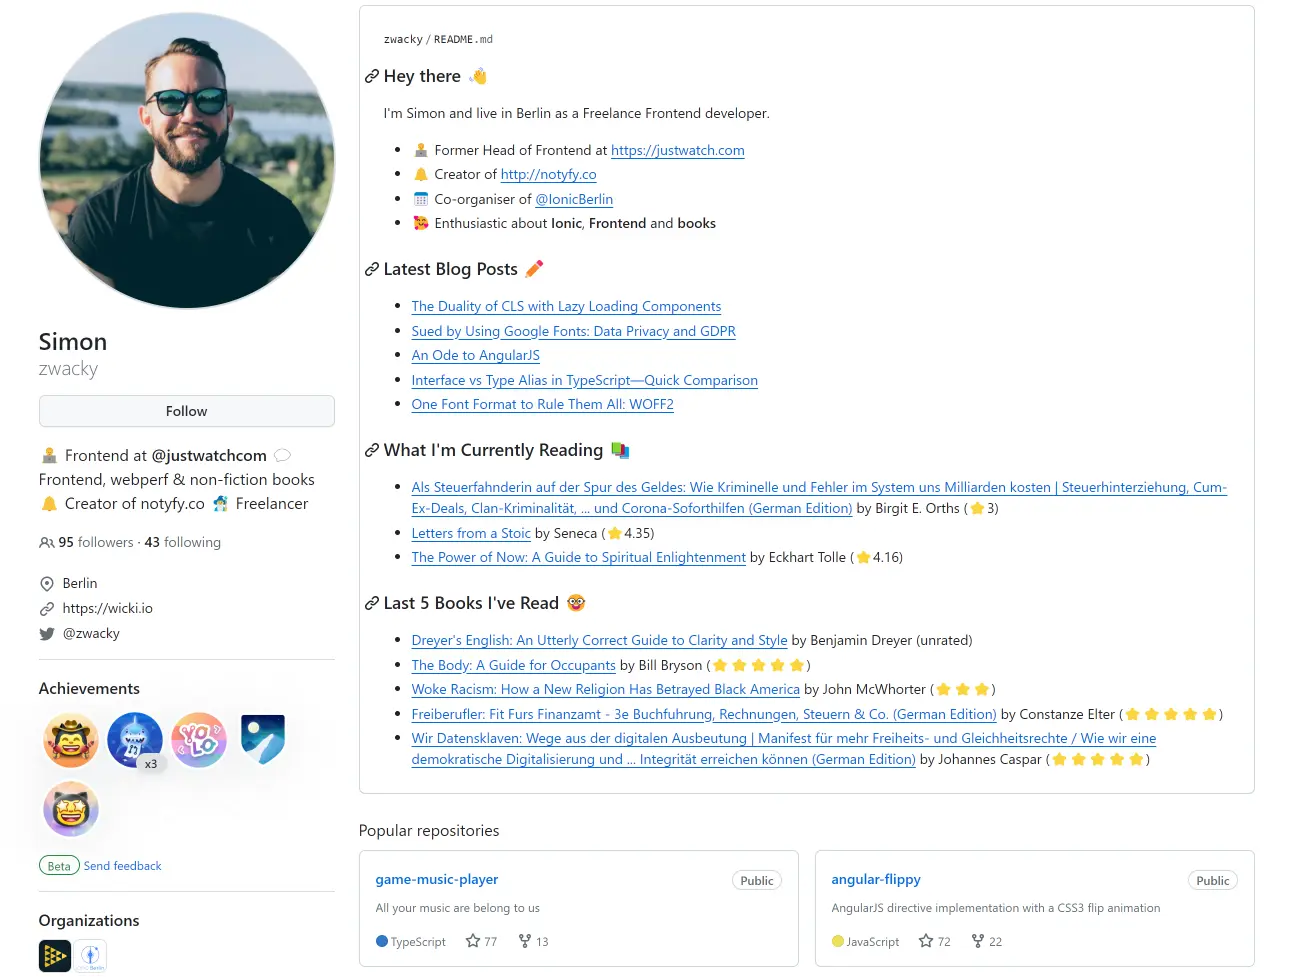 Simon
zwacky
Follow
Frontend at @justwatchcom
Frontend, webperf & non-fiction books
Creator of notyfy.co Freelancer
95 followers · 43 following
Berlin
https://wicki.io
@zwacky
Achievements
YOLO
x3
Beta Send feedback
Organizations
zwacky / README.md
Hey there
I'm Simon and live in Berlin as a Freelance Frontend developer.
Former Head of Frontend at https://justwatch.com
Creator of http://notyfy.co
Co-organiser of @IonicBerlin
Enthusiastic about Ionic, Frontend and books
Latest Blog Posts
The Duality of CLS with Lazy Loading Components
Sued by Using Google Fonts: Data Privacy and GDPR
An Ode to AngularJS
Interface vs Type Alias in TypeScript—Quick Comparison
One Font Format to Rule Them All: WOFF2
What I'm Currently Reading
Als Steuerfahnderin auf der Spur des Geldes: Wie Kriminelle und Fehler im System uns Milliarden kosten | Steuerhinterziehung, Cum-
Ex-Deals, Clan-Kriminalität, ... und Corona-Soforthilfen (German Edition) by Birgit E. Orths (⭐3)
Letters from a Stoic by Seneca (⭐4.35)
The Power of Now: A Guide to Spiritual Enlightenment by Eckhart Tolle (⭐4.16)
Last 5 Books I've Read
Dreyer's English: An Utterly Correct Guide to Clarity and Style by Benjamin Dreyer (unrated)
The Body: A Guide for Occupants by Bill Bryson (⭐⭐⭐⭐⭐)
Woke Racism: How a New Religion Has Betrayed Black America by John McWhorter (⭐⭐⭐)
Freiberufler: Fit Furs Finanzamt - 3e Buchfuhrung, Rechnungen, Steuern & Co. (German Edition) by Constanze Elter (⭐⭐⭐⭐⭐)
Wir Datensklaven: Wege aus der digitalen Ausbeutung | Manifest für mehr Freiheits- und Gleichheitsrechte / Wie wir eine
demokratische Digitalisierung und ... Integrität erreichen können (German Edition) by Johannes Caspar (⭐⭐⭐⭐⭐)
Popular repositories
game-music-player Public
All your music are belong to us
TypeScript 77 13
angular-flippy Public
AngularJS directive implementation with a CSS3 flip animation
JavaScript 72 22